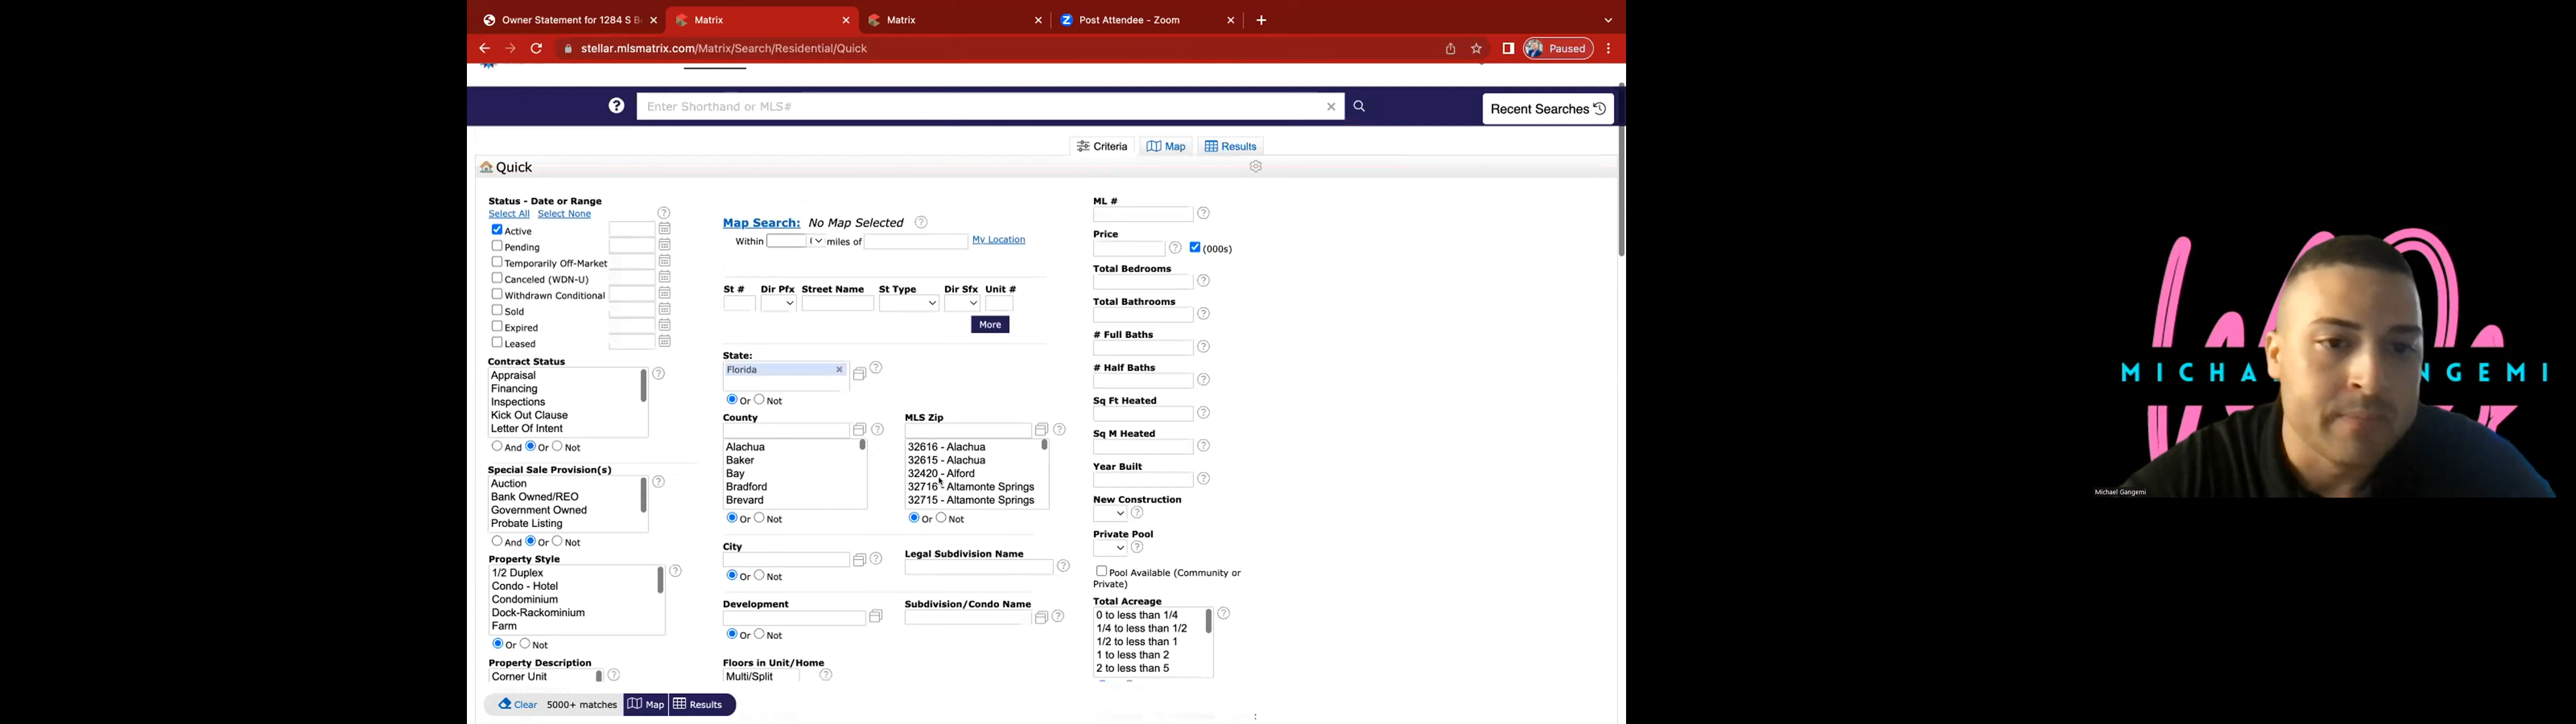 Owner Statement for 1284 S B
Matrix
Matrix
Post Attendee - Zoom
stellar.mlsmatrix.com/Matrix/Search/Residential/Quick
Paused
Enter Shorthand or MLS#
Recent Searches
Criteria
Map
Results
Quick
Status - Date or Range
Select All Select None
Active
Pending
Temporarily Off-Market
Canceled (WDN-U)
Withdrawn Conditional
Sold
Expired
Leased
Contract Status
Appraisal
Financing
Inspections
Kick Out Clause
Letter Of Intent
And Or Not
Special Sale Provision(s)
Auction
Bank Owned/REO
Government Owned
Probate Listing
And Or Not
Property Style
1/2 Duplex
Condo - Hotel
Condominium
Dock-Rackominium
Farm
Or Not
Property Description
Corner Unit
Map Search: No Map Selected
Within miles of My Location
St # Dir Pfx Street Name St Type Dir Sfx Unit #
More
State:
Florida
Or Not
County
Alachua
Baker
Bay
Bradford
Brevard
Or Not
MLS Zip
32616 - Alachua
32615 - Alachua
32420 - Alford
32716 - Altamonte Springs
32715 - Altamonte Springs
Or Not
City
Or Not
Legal Subdivision Name
Development
Or Not
Subdivision/Condo Name
Floors in Unit/Home
Multi/Split
ML #
Price
(000s)
Total Bedrooms
Total Bathrooms
# Full Baths
# Half Baths
Sq Ft Heated
Sq M Heated
Year Built
New Construction
Private Pool
Pool Available (Community or
Private)
Total Acreage
0 to less than 1/4
1/4 to less than 1/2
1/2 to less than 1
1 to less than 2
2 to less than 5
Clear 5000+ matches Map Results
MICHA NGEMI
Michael Gangemi